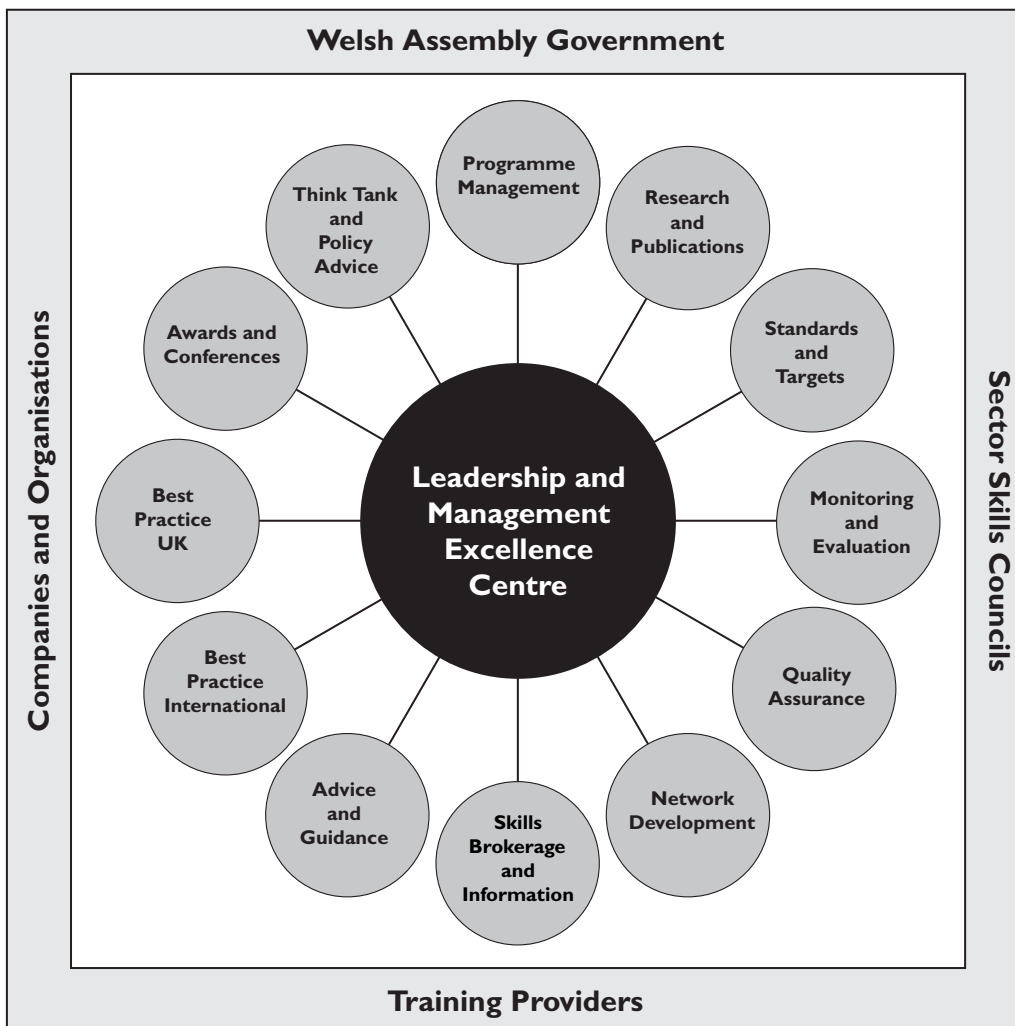 Welsh Assembly Government
Programme
Management
Research
and
Publications
Standards
and
Targets
Monitoring
and
Evaluation
Quality
Assurance
Network
Development
Skills
Brokerage
and
Information
Advice
and
Guidance
Best
Practice
International
Best
Practice
UK
Awards and
Conferences
Think Tank
and
Policy
Advice
Leadership and
Management
Excellence
Centre
Companies and Organisations
Sector Skills Councils
Training Providers